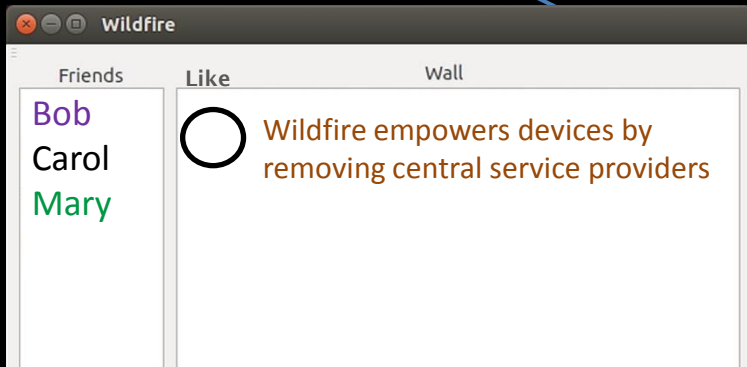 Wildfire
Friends
Like
Wall
Bob
Carol
Mary
Wildfire empowers devices by
removing central service providers